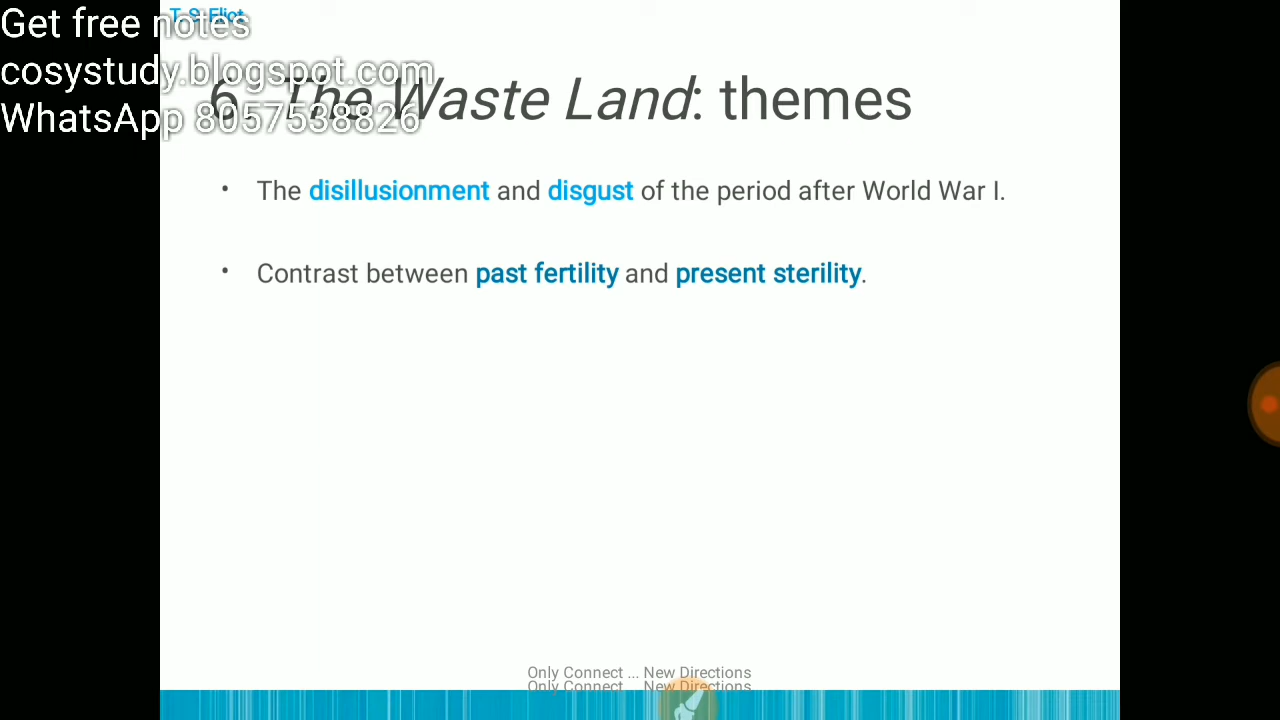 T. S. Eliot
Get free notes
cosystudy.blogspot.com
WhatsApp 8057538826
6. The Waste Land: themes
• The disillusionment and disgust of the period after World War I.
• Contrast between past fertility and present sterility.
Only Connect ... New Directions
Only Connect ... New Directions